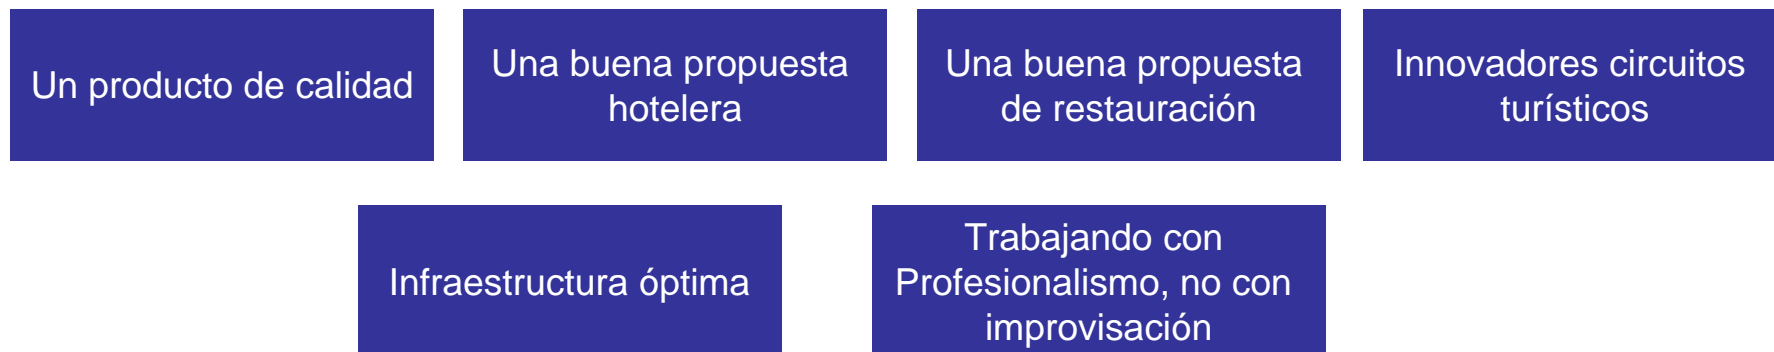 Un producto de calidad
Una buena propuesta
hotelera
Una buena propuesta
de restauración
Innovadores circuitos
turísticos
Infraestructura óptima
Trabajando con
Profesionalismo, no con
improvisación